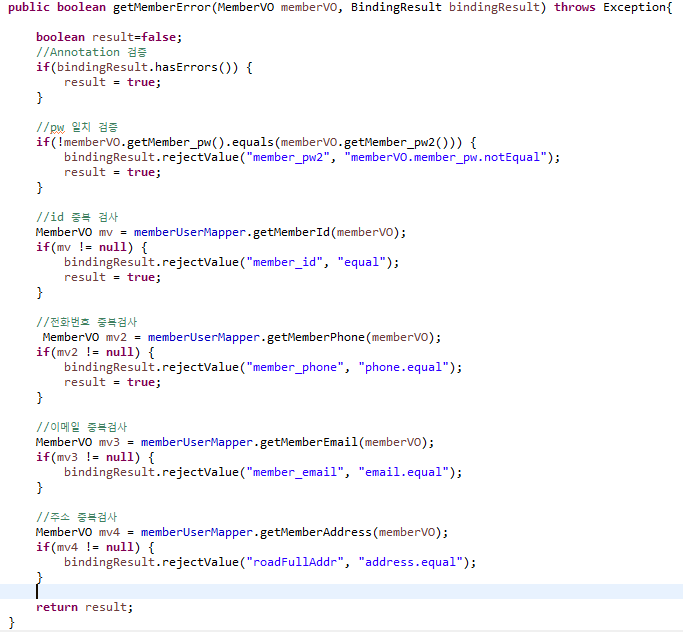 public boolean getMemberError(MemberVO memberVO, BindingResult bindingResult) throws Exception{
boolean result=false;
//Annotation 검증
if(bindingResult.hasErrors()) {
result = true;
}
//pw 일치 검증
if(!memberVO.getMember_pw().equals(memberVO.getMember_pw2())) {
bindingResult.rejectValue("member_pw2", "memberVO.member_pw.notEqual");
result = true;
}
//id 중복 검사
MemberVO mv = memberUserMapper.getMemberId(memberVO);
if(mv != null) {
bindingResult.rejectValue("member_id", "equal");
result = true;
}
//전화번호 중복검사
MemberVO mv2 = memberUserMapper.getMemberPhone(memberVO);
if(mv2 != null) {
bindingResult.rejectValue("member_phone", "phone.equal");
result = true;
}
//이메일 중복검사
MemberVO mv3 = memberUserMapper.getMemberEmail(memberVO);
if(mv3 != null) {
bindingResult.rejectValue("member_email", "email.equal");
}
//주소 중복검사
MemberVO mv4 = memberUserMapper.getMemberAddress(memberVO);
if(mv4 != null) {
bindingResult.rejectValue("roadFullAddr", "address.equal");
}
return result;
}